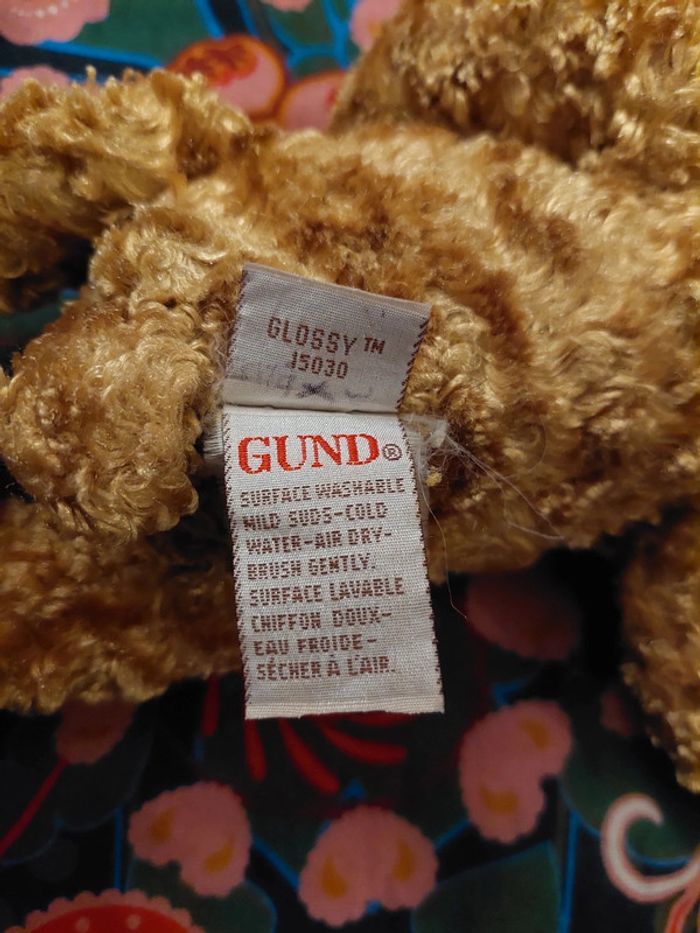 GLOSSY™
15030
GUND®
SURFACE WASHABLE
MILD SUDS-COLD
WATER-AIR DRY-
BRUSH GENTLY.
SURFACE LAVABLE
CHIFFON DOUX-
EAU FROIDE-
SÉCHER À L'AIR.